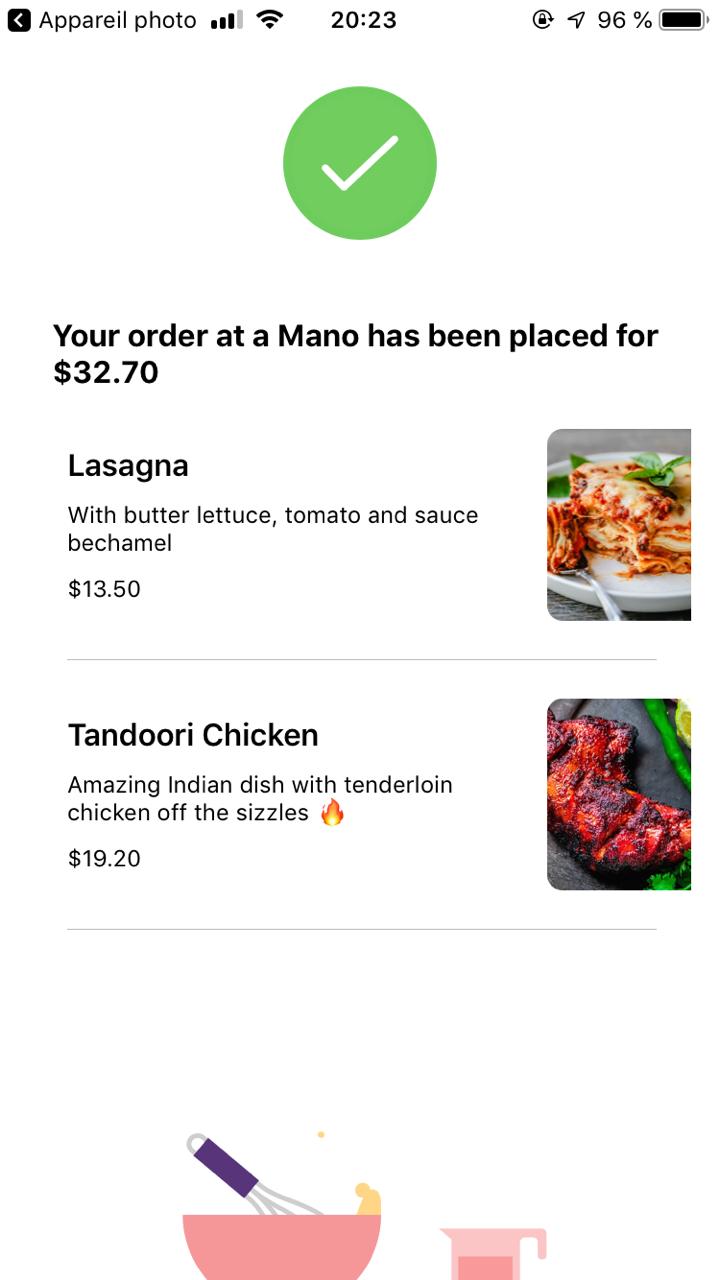 Appareil photo 20:23 96 %
Your order at a Mano has been placed for
$32.70
Lasagna
With butter lettuce, tomato and sauce
bechamel
$13.50
Tandoori Chicken
Amazing Indian dish with tenderloin
chicken off the sizzles 🔥
$19.20